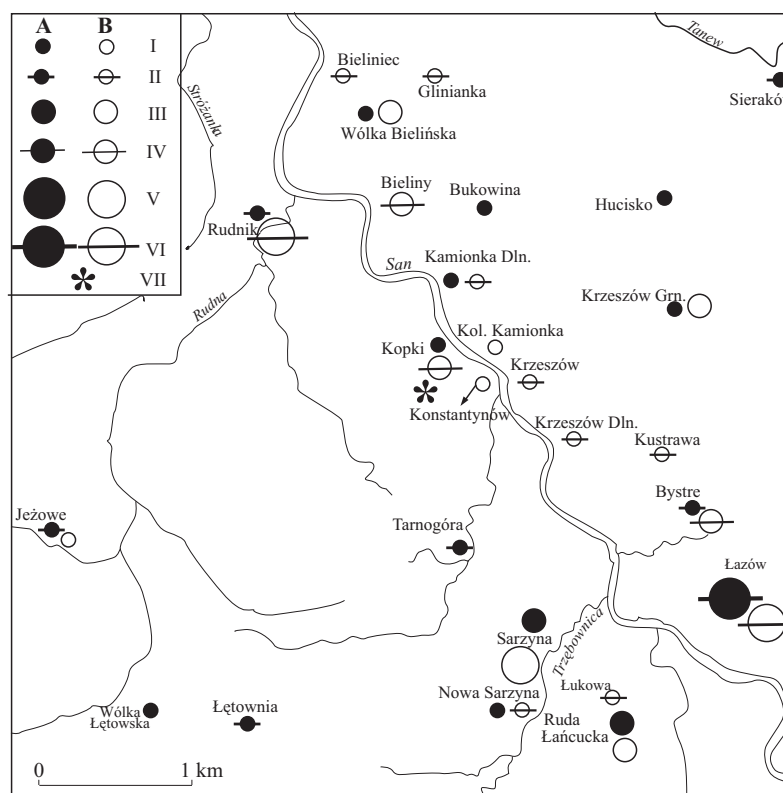 A B
I
II
III
IV
V
VI
VII
Stróżanka
Tanew
Bieliniec
Glinianka
Sieraków
Wólka Bielińska
Bieliny
Bukowina
Hucisko
Rudnik
San
Kamionka Dln.
Rudna
Krzeszów Grn.
Kol. Kamionka
Kopki
Krzeszów
Konstantynów
Krzeszów Dln.
Kustrawa
Bystre
Jeżowe
Tarnogóra
Łazów
Sarzyna
Trzębownica
Łukowa
Nowa Sarzyna
Wólka
Łętowska
Łętownia
Ruda
Łańcucka
0 1 km